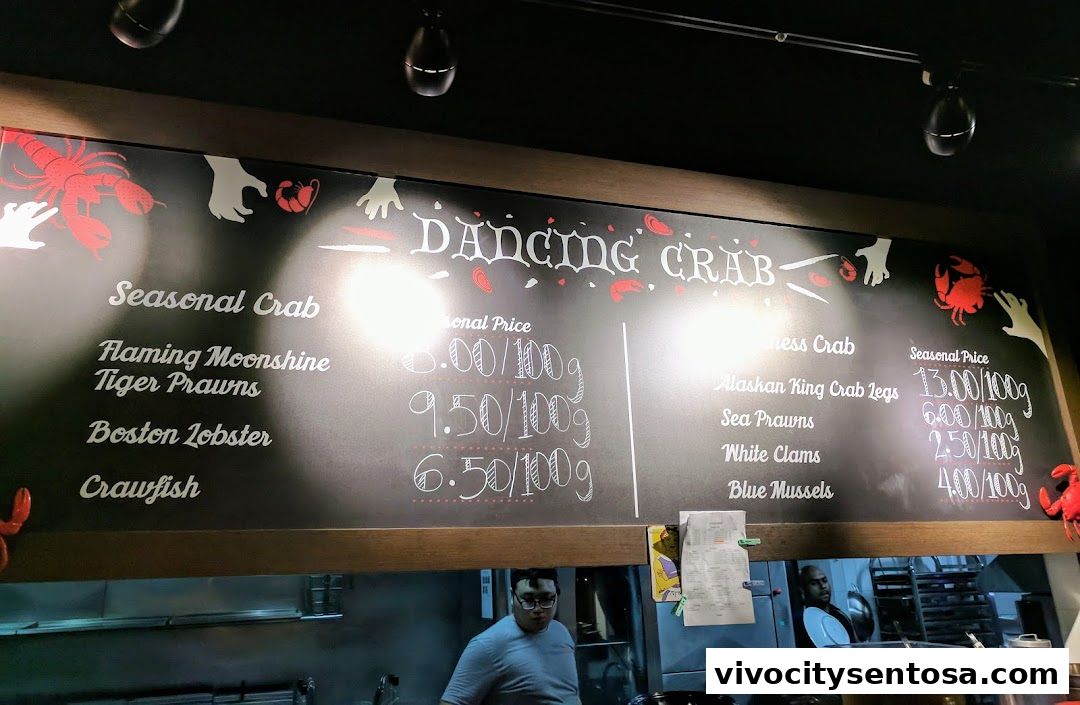 DANCING CRAB
Seasonal Crab
Price
Flaming Moonshine
Tiger Prawns
.00/100g
Boston Lobster
9.50/100g
Crawfish
6.50/100g
Crab
Seasonal Price
Alaskan King Crab Legs
13.00/100g
Sea Prawns
6.00/100g
White Clams
2.50/100g
Blue Mussels
4.00/100g
vivocitysentosa.com